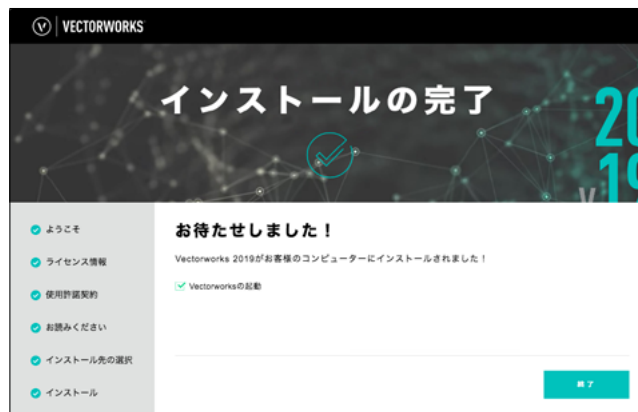 VECTORWORKS
インストールの完了
20
v 19
ようこそ
ライセンス情報
使用許諾契約
お読みください
インストール先の選択
インストール
お待たせしました！
Vectorworks 2019がお客様のコンピューターにインストールされました！
Vectorworksの起動
終了